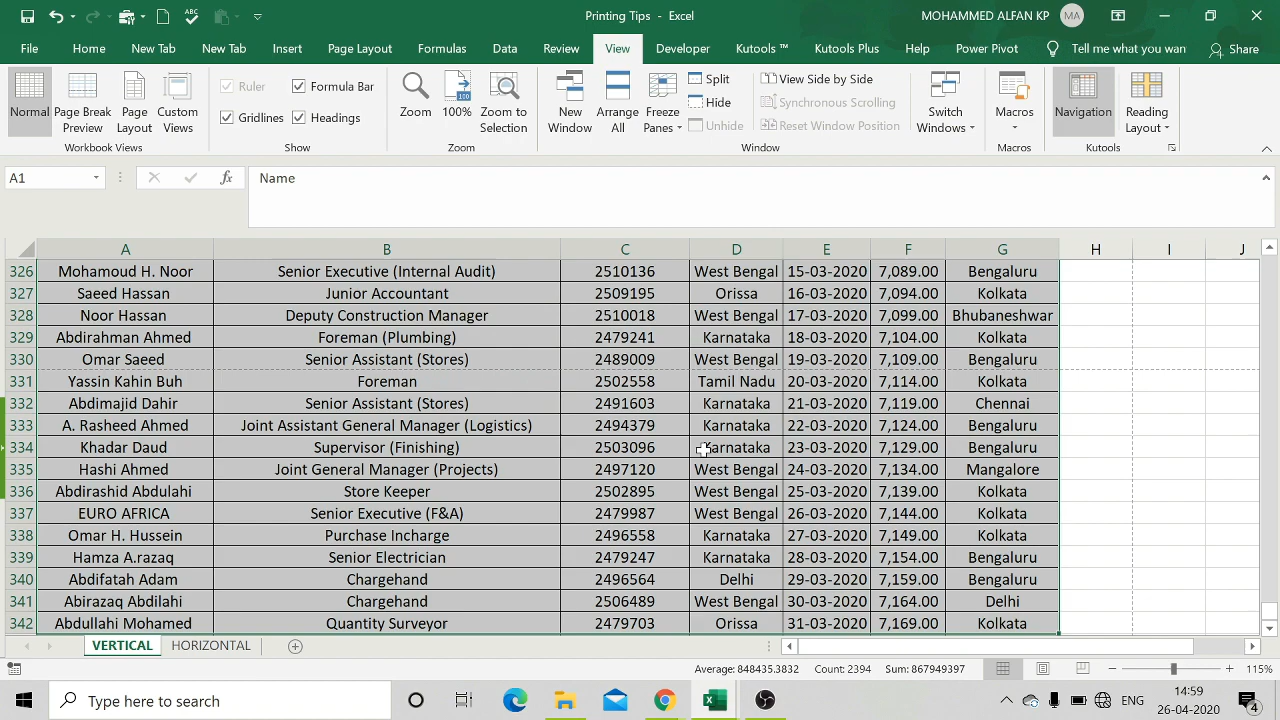 Printing Tips - Excel
MOHAMMED ALFAN KP MA
File Home New Tab New Tab Insert Page Layout Formulas Data Review View Developer Kutools ™ Kutools Plus Help Power Pivot Tell me what you wan Share
Normal Page Break Preview Page Layout Custom Views
Workbook Views
Ruler Formula Bar
Gridlines Headings
Show
Zoom 100% Zoom to Selection
Zoom
New Window Arrange All Freeze Panes
Split
Hide
Unhide
View Side by Side
Synchronous Scrolling
Reset Window Position
Switch Windows
Window
Macros
Macros
Navigation Reading Layout
Kutools
A1 fx Name
A B C D E F G H I J
326 Mohamoud H. Noor Senior Executive (Internal Audit) 2510136 West Bengal 15-03-2020 7,089.00 Bengaluru
327 Saeed Hassan Junior Accountant 2509195 Orissa 16-03-2020 7,094.00 Kolkata
328 Noor Hassan Deputy Construction Manager 2510018 West Bengal 17-03-2020 7,099.00 Bhubaneshwar
329 Abdirahman Ahmed Foreman (Plumbing) 2479241 Karnataka 18-03-2020 7,104.00 Kolkata
330 Omar Saeed Senior Assistant (Stores) 2489009 West Bengal 19-03-2020 7,109.00 Bengaluru
331 Yassin Kahin Buh Foreman 2502558 Tamil Nadu 20-03-2020 7,114.00 Kolkata
332 Abdimajid Dahir Senior Assistant (Stores) 2491603 Karnataka 21-03-2020 7,119.00 Chennai
333 A. Rasheed Ahmed Joint Assistant General Manager (Logistics) 2494379 Karnataka 22-03-2020 7,124.00 Bengaluru
334 Khadar Daud Supervisor (Finishing) 2503096 Karnataka 23-03-2020 7,129.00 Bengaluru
335 Hashi Ahmed Joint General Manager (Projects) 2497120 West Bengal 24-03-2020 7,134.00 Mangalore
336 Abdirashid Abdulahi Store Keeper 2502895 West Bengal 25-03-2020 7,139.00 Kolkata
337 EURO AFRICA Senior Executive (F&A) 2479987 West Bengal 26-03-2020 7,144.00 Kolkata
338 Omar H. Hussein Purchase Incharge 2496558 Karnataka 27-03-2020 7,149.00 Kolkata
339 Hamza A.razaq Senior Electrician 2479247 Karnataka 28-03-2020 7,154.00 Bengaluru
340 Abdifatah Adam Chargehand 2496564 Delhi 29-03-2020 7,159.00 Bengaluru
341 Abirazaq Abdilahi Chargehand 2506489 West Bengal 30-03-2020 7,164.00 Delhi
342 Abdullahi Mohamed Quantity Surveyor 2479703 Orissa 31-03-2020 7,169.00 Kolkata
VERTICAL HORIZONTAL
Average: 848435.3832 Count: 2394 Sum: 867949397 115%
Type here to search
ENG
14:59
26-04-2020
4